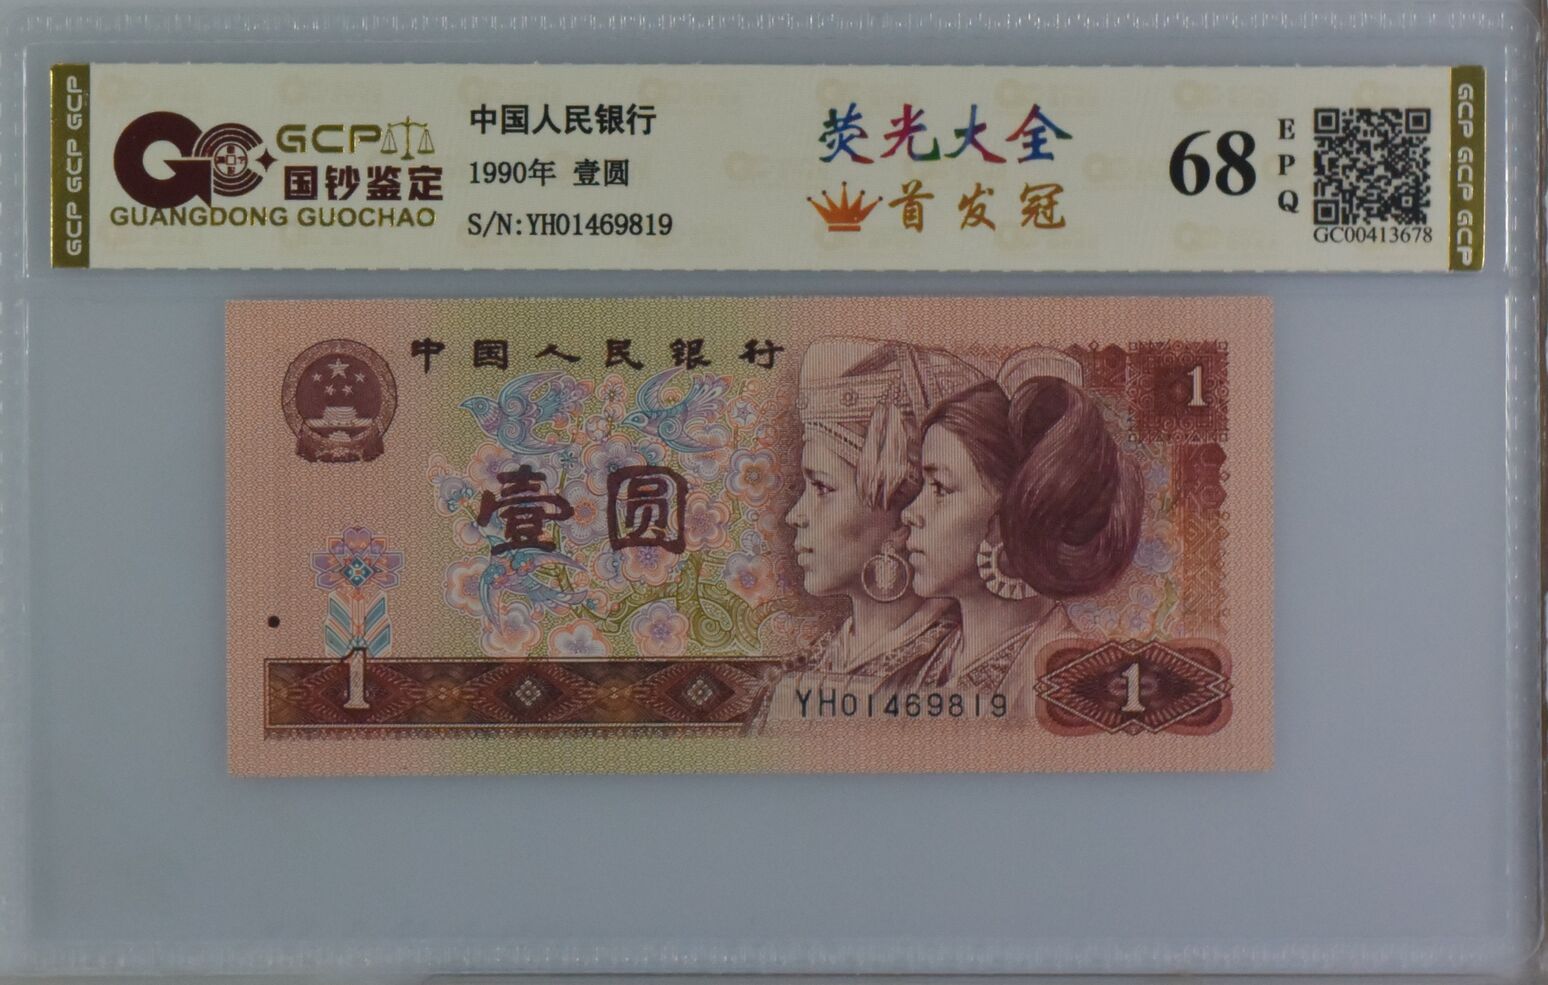 GCP GCP GCP
GCP
国钞鉴定
GUANGDONG GUOCHAO
中国人民银行
1990年 壹圆
S/N:YH01469819
荧光大全
首发冠
68
EPQ
GC00413678
GCP GCP GCP
中国人民银行
1
壹圆
1
YH01469819
1